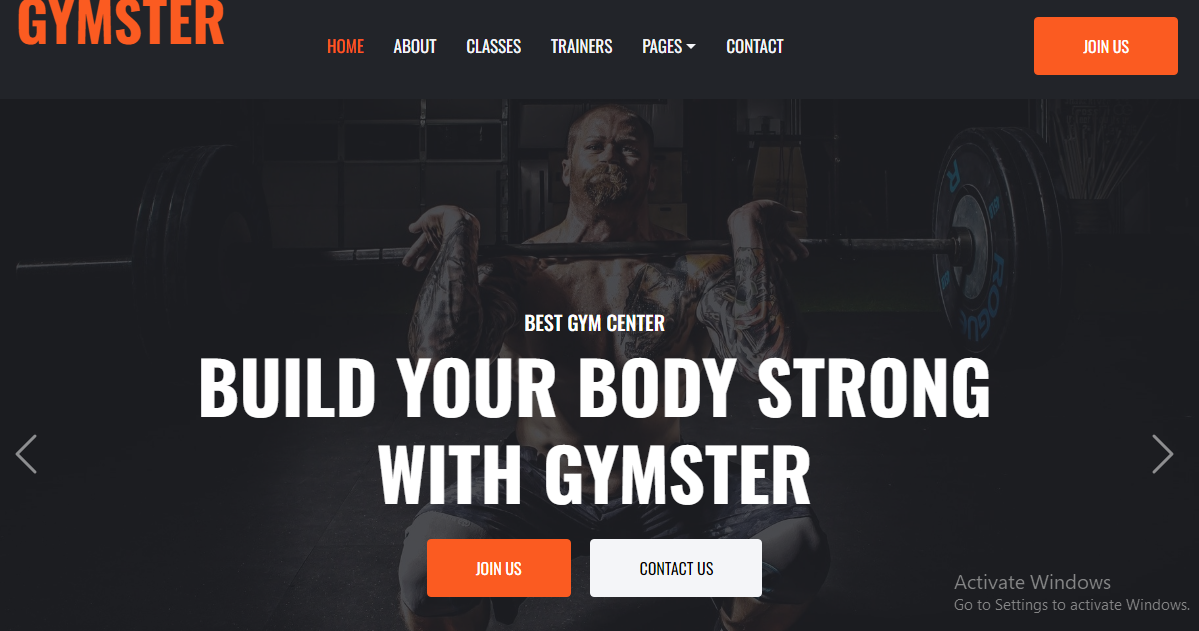 GYMSTER
HOME ABOUT CLASSES TRAINERS PAGES CONTACT
JOIN US
R
ROGUE
BEST GYM CENTER
BUILD YOUR BODY STRONG
WITH GYMSTER
JOIN US
CONTACT US
Activate Windows
Go to Settings to activate Windows.